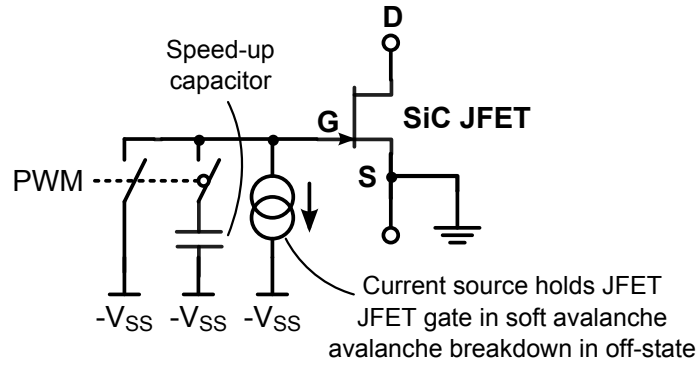 D
Speed-up
capacitor
G
SiC JFET
PWM
S
-VSS -VSS -VSS
Current source holds JFET
JFET gate in soft avalanche
avalanche breakdown in off-state